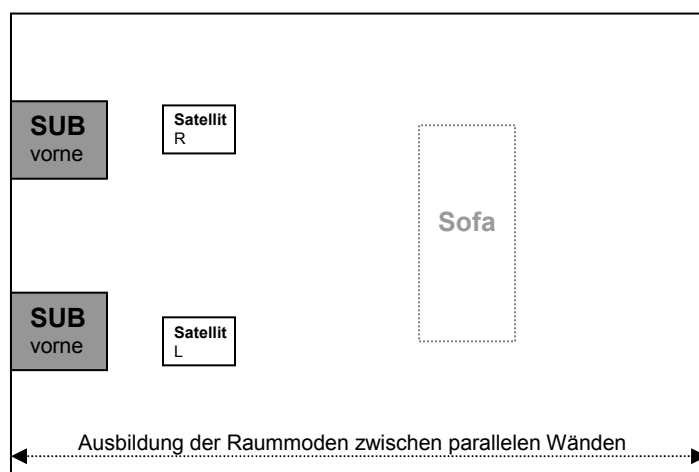 SUB
vorne
Satellit
R
Sofa
SUB
vorne
Satellit
L
Ausbildung der Raummoden zwischen parallelen Wänden